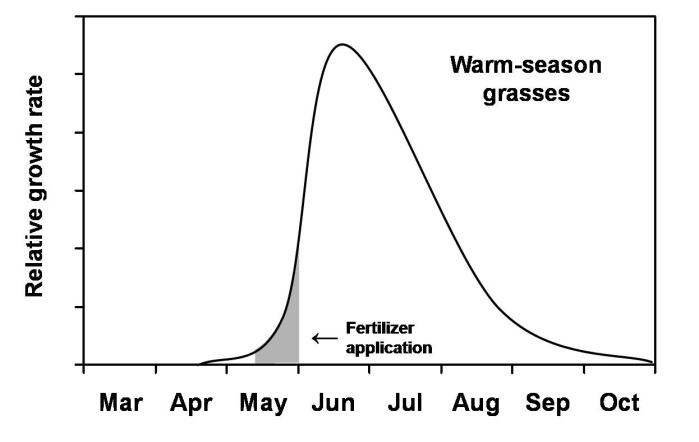 Warm-season
grasses
Relative growth rate
Fertilizer
application
Mar Apr May Jun Jul Aug Sep Oct